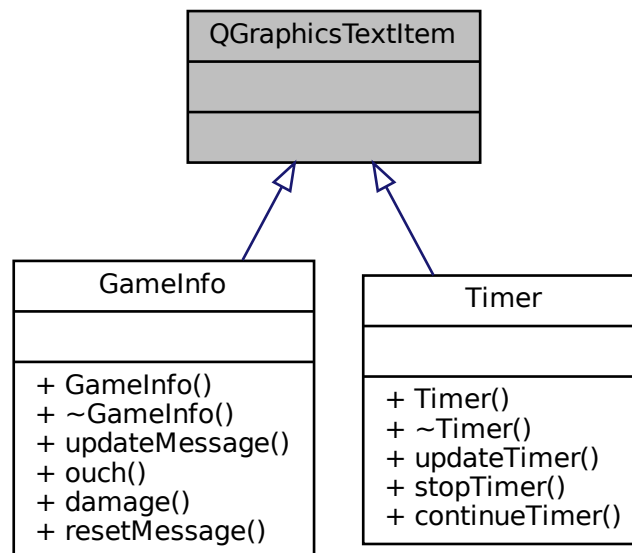 QGraphicsTextItem
GameInfo
+ GameInfo()
+ ~GameInfo()
+ updateMessage()
+ ouch()
+ damage()
+ resetMessage()
Timer
+ Timer()
+ ~Timer()
+ updateTimer()
+ stopTimer()
+ continueTimer()